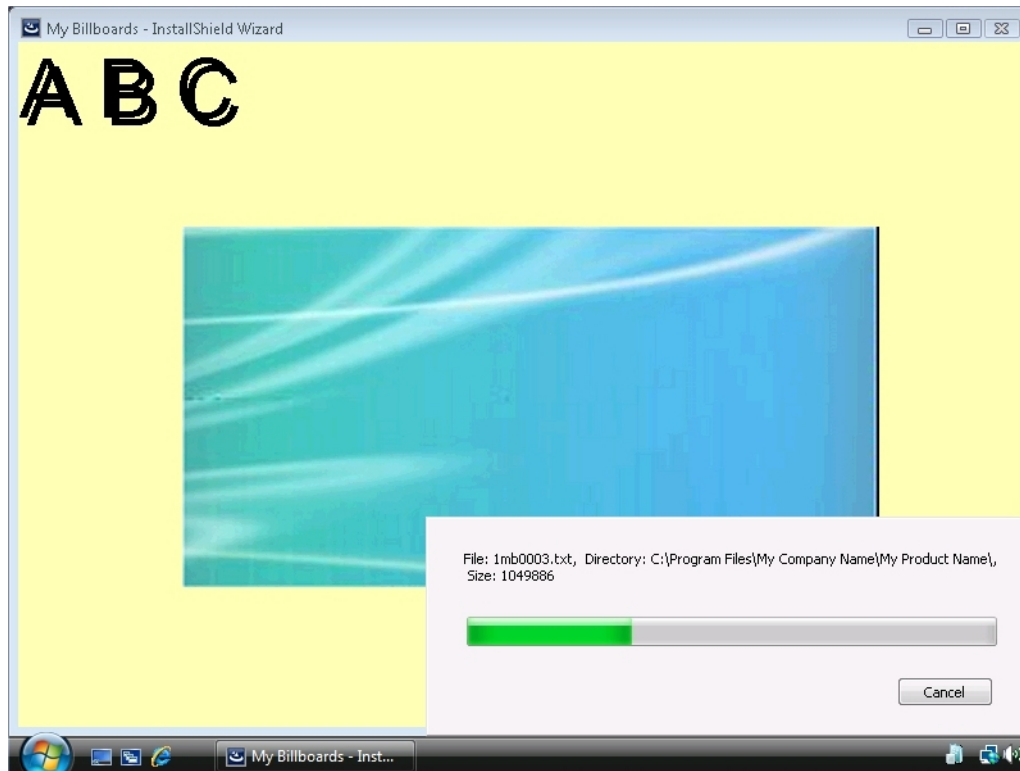 My Billboards - InstallShield Wizard
A B C
File: 1mb0003.txt, Directory: C:\Program Files\My Company Name\My Product Name\,
Size: 1049886
Cancel
My Billboards - Inst...